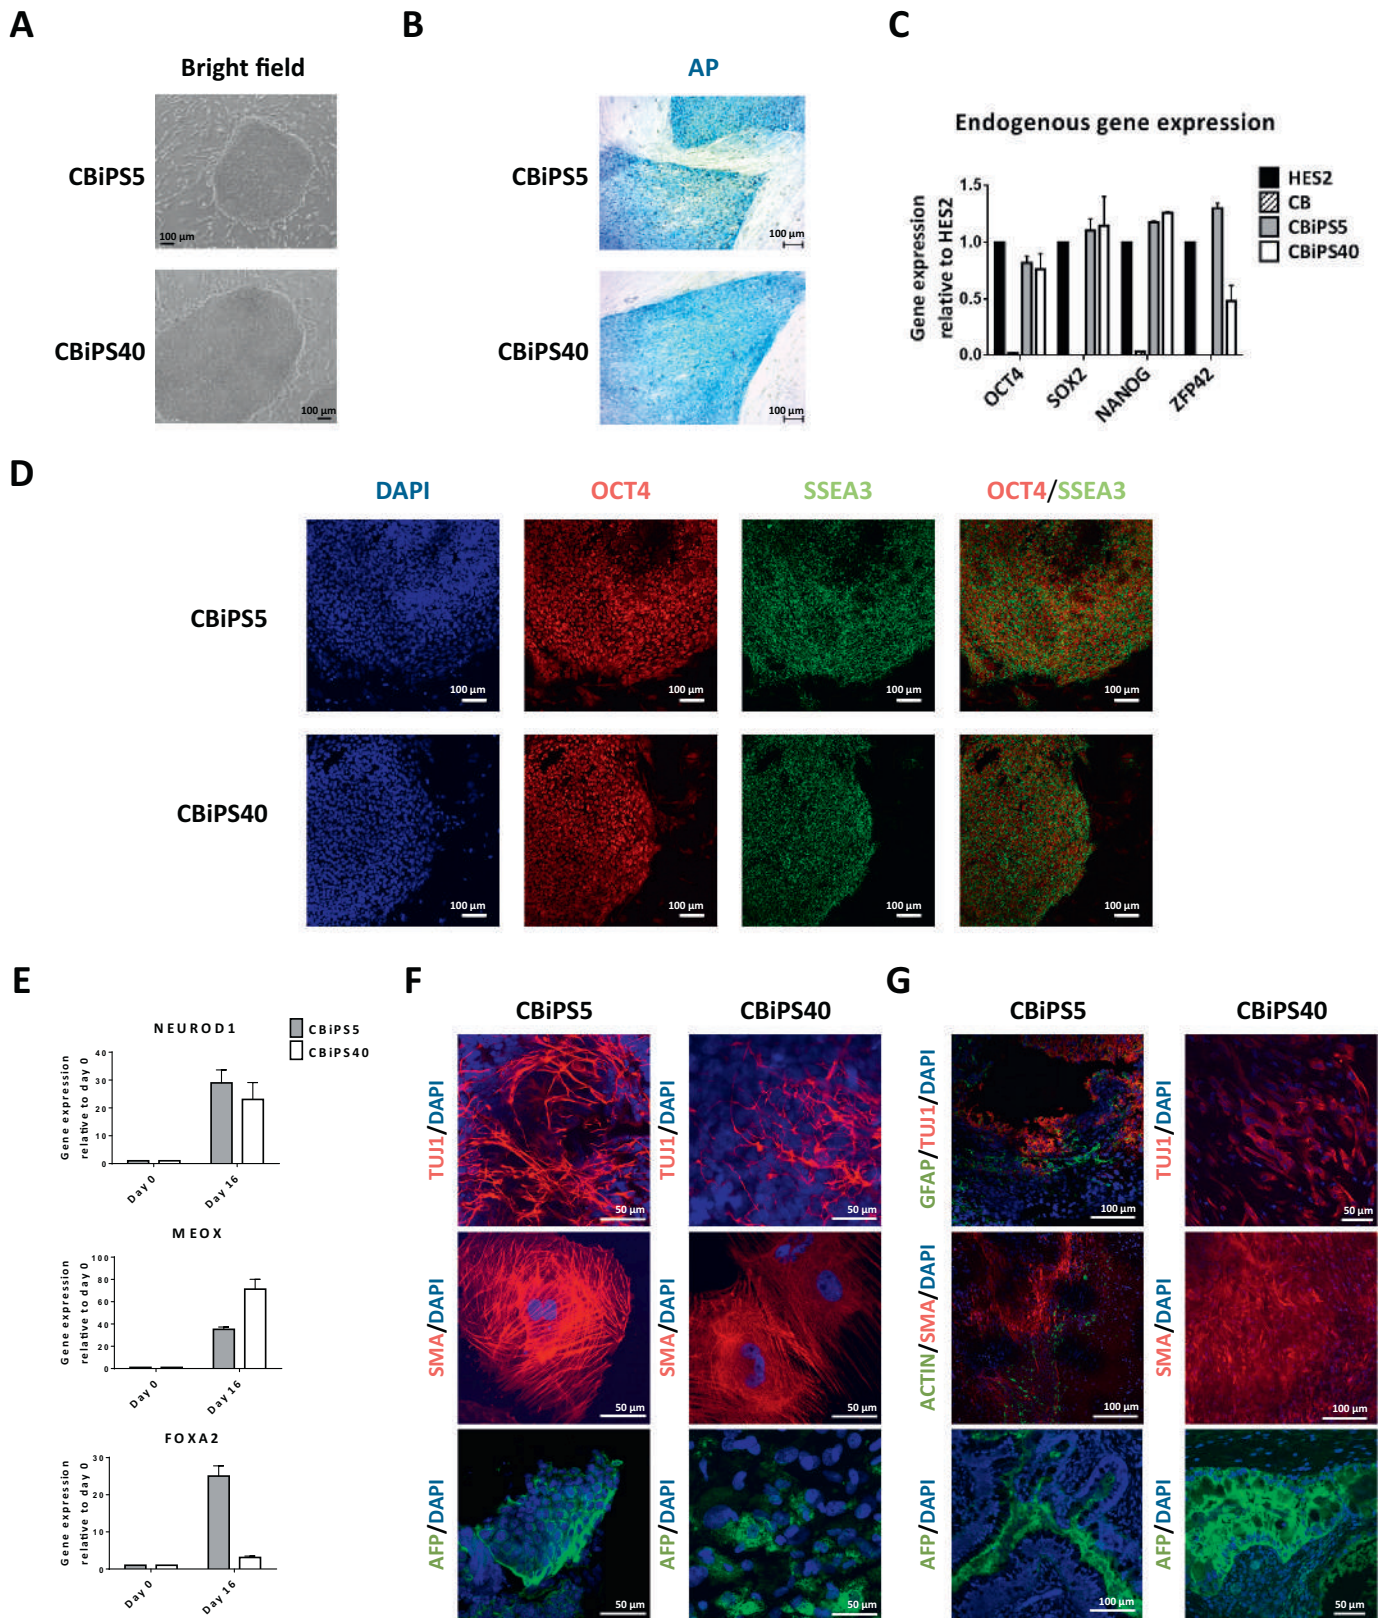 A
B
C
Bright field
AP
CBiPS5
100 µm
CBiPS40
100 µm
CBiPS5
100 µm
CBiPS40
100 µm
Endogenous gene expression
Gene expression
relative to HES2
1.5
1.0
0.5
0.0
OCT4
SOX2
NANOG
ZFP42
HES2
CB
CBiPS5
CBiPS40
D
DAPI
OCT4
SSEA3
OCT4/SSEA3
CBiPS5
100 µm
100 µm
100 µm
100 µm
CBiPS40
100 µm
100 µm
100 µm
100 µm
E
NEUROD1
CBiPS5
CBiPS40
Gene expression
relative to day 0
40
30
20
10
0
Day 0
Day 16
MEOX
Gene expression
relative to day 0
100
80
60
40
20
0
Day 0
Day 16
FOXA2
Gene expression
relative to day 0
30
20
10
0
Day 0
Day 16
F
CBiPS5
CBiPS40
TUJ1/DAPI
50 µm
TUJ1/DAPI
50 µm
SMA/DAPI
50 µm
SMA/DAPI
50 µm
AFP/DAPI
50 µm
AFP/DAPI
50 µm
G
CBiPS5
CBiPS40
GFAP/TUJ1/DAPI
100 µm
TUJ1/DAPI
50 µm
ACTIN/SMA/DAPI
100 µm
SMA/DAPI
100 µm
AFP/DAPI
100 µm
AFP/DAPI
50 µm